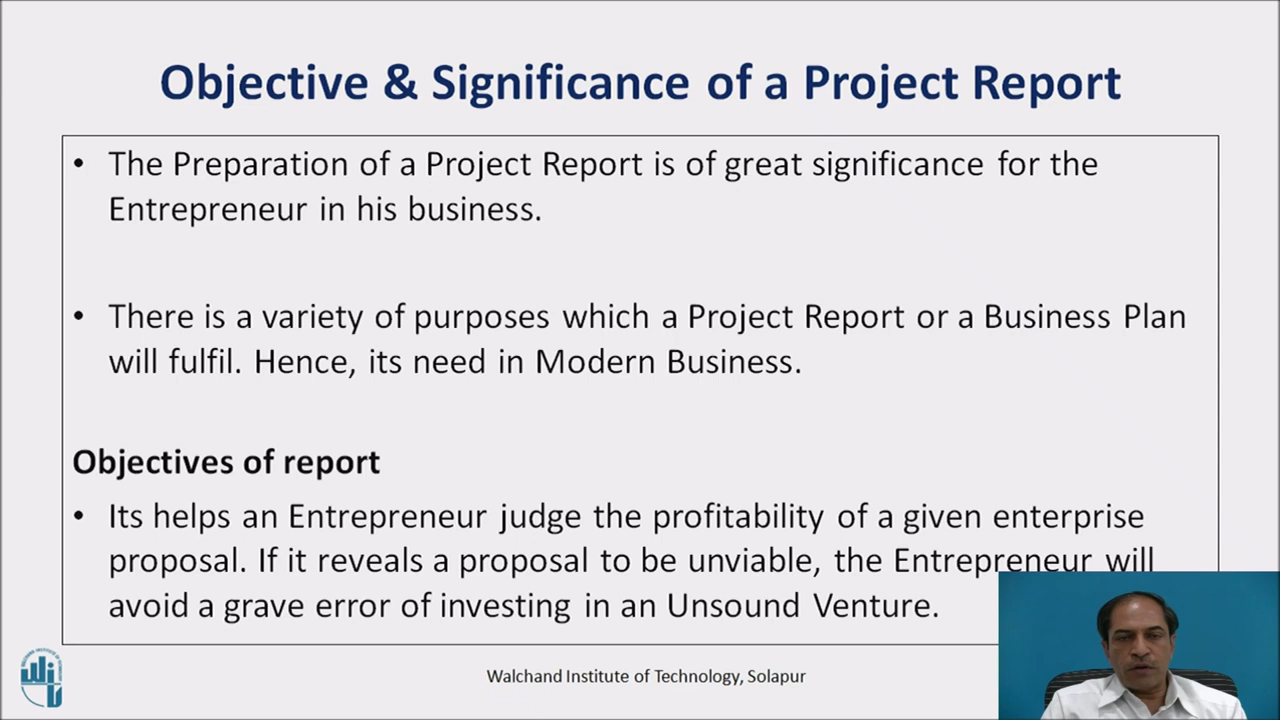 Objective & Significance of a Project Report
• The Preparation of a Project Report is of great significance for the
Entrepreneur in his business.
• There is a variety of purposes which a Project Report or a Business Plan
will fulfil. Hence, its need in Modern Business.
Objectives of report
• Its helps an Entrepreneur judge the profitability of a given enterprise
proposal. If it reveals a proposal to be unviable, the Entrepreneur will
avoid a grave error of investing in an Unsound Venture.
Walchand Institute of Technology, Solapur